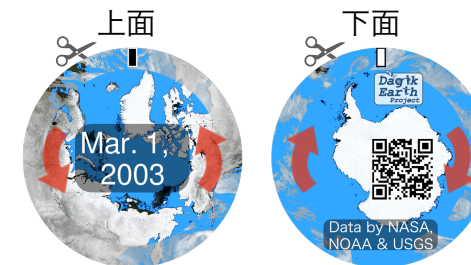 上面
下面
Mar. 1,
2003
Dagik
Earth
Project
Data by NASA,
NOAA & USGS